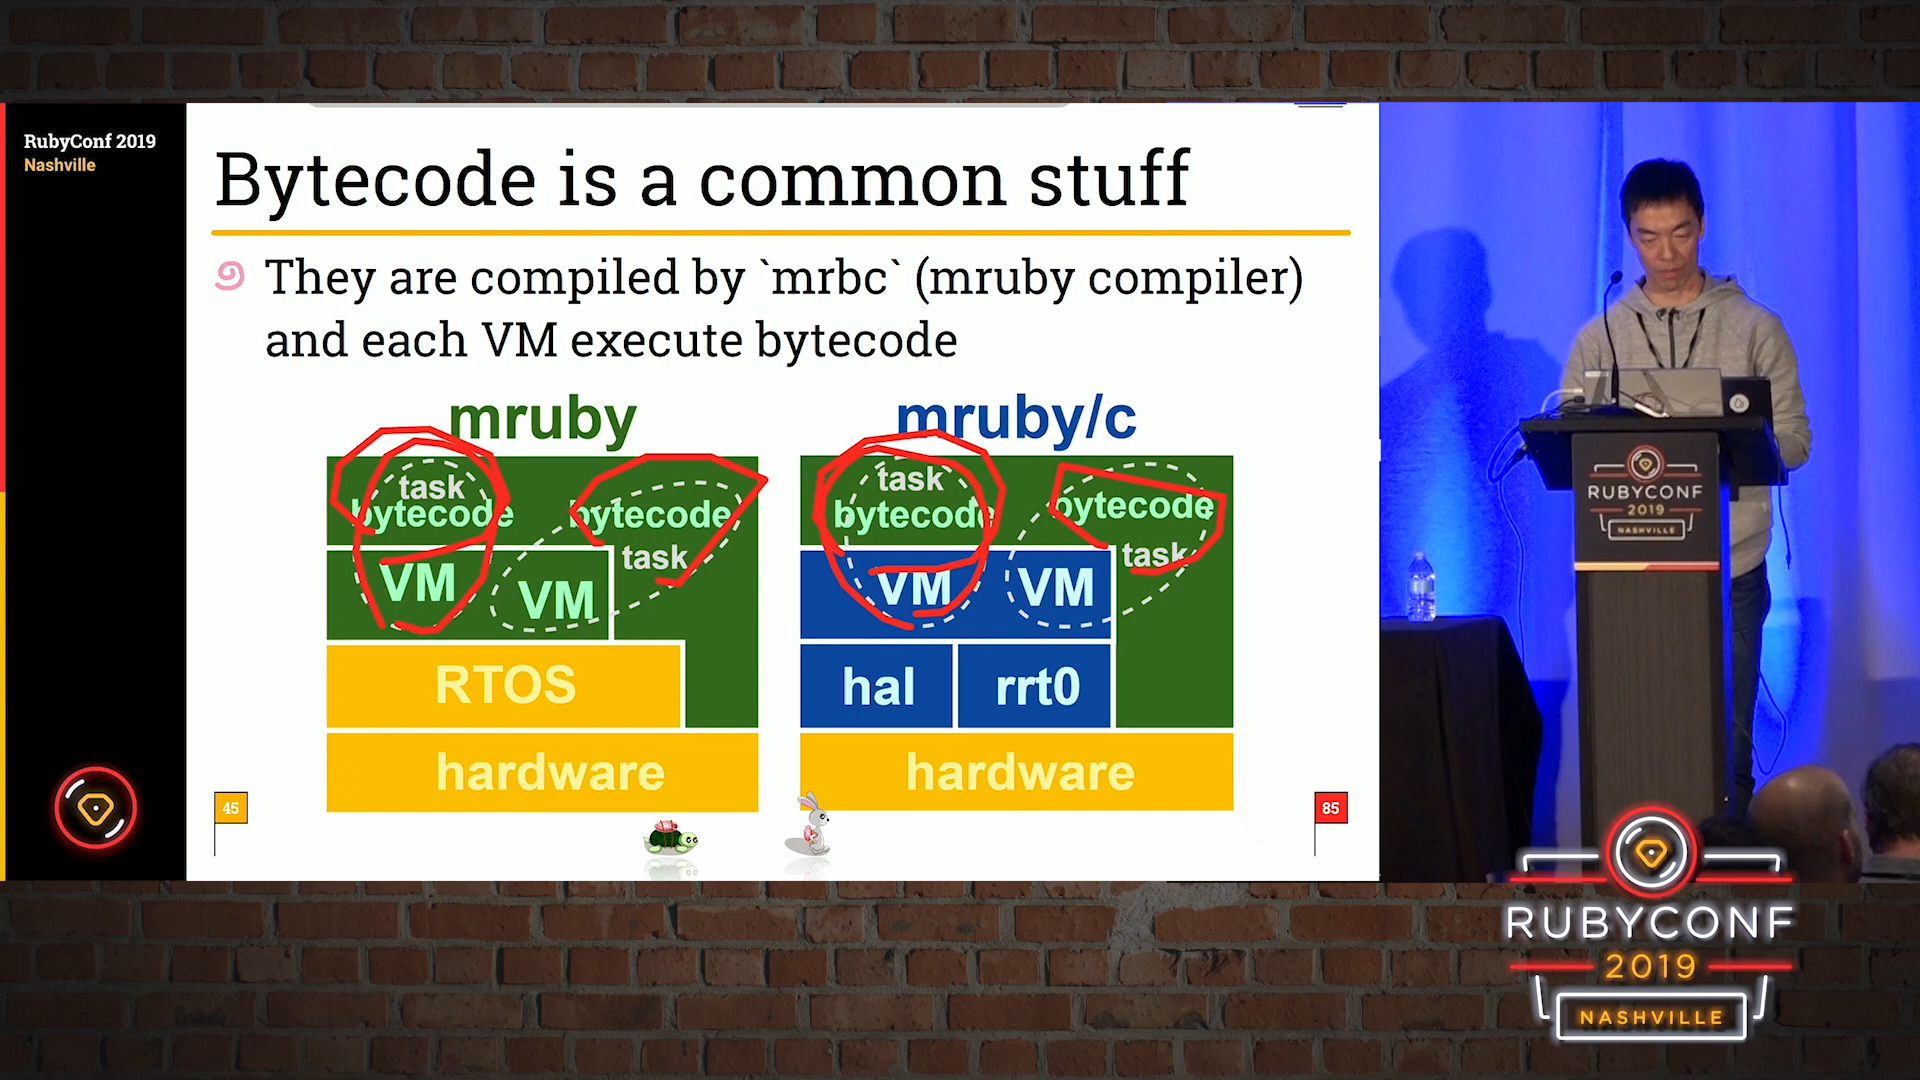 RubyConf 2019
Nashville
Bytecode is a common stuff
They are compiled by `mrbc` (mruby compiler)
and each VM execute bytecode
mruby
task
bytecode
bytecode
task
VM
VM
RTOS
hardware
mruby/c
task
bytecode
bytecode
task
VM
VM
hal
rrt0
hardware
45
85
RUBYCONF
2019
NASHVILLE
RUBYCONF
2019
NASHVILLE